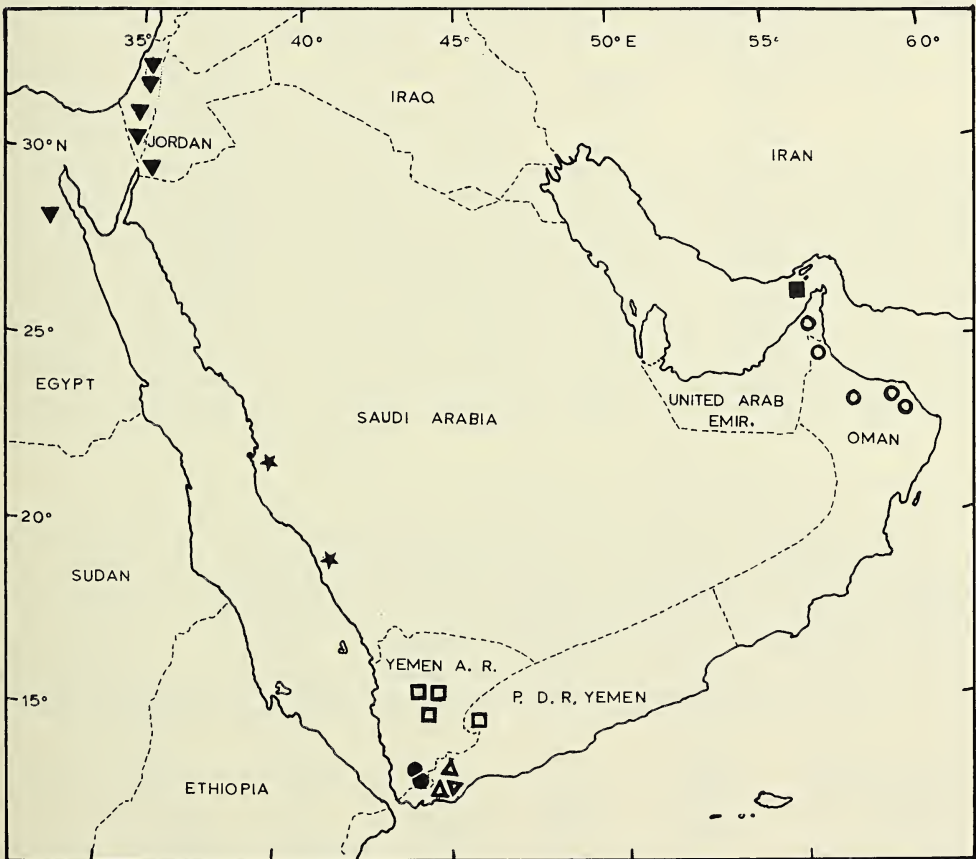 35° 40° 45° 50° E 55° 60°
IRAQ
30° N
JORDAN
IRAN
25°
EGYPT
SAUDI ARABIA
UNITED ARAB
EMIR.
OMAN
20°
SUDAN
YEMEN A. R.
15°
P. D. R. YEMEN
ETHIOPIA